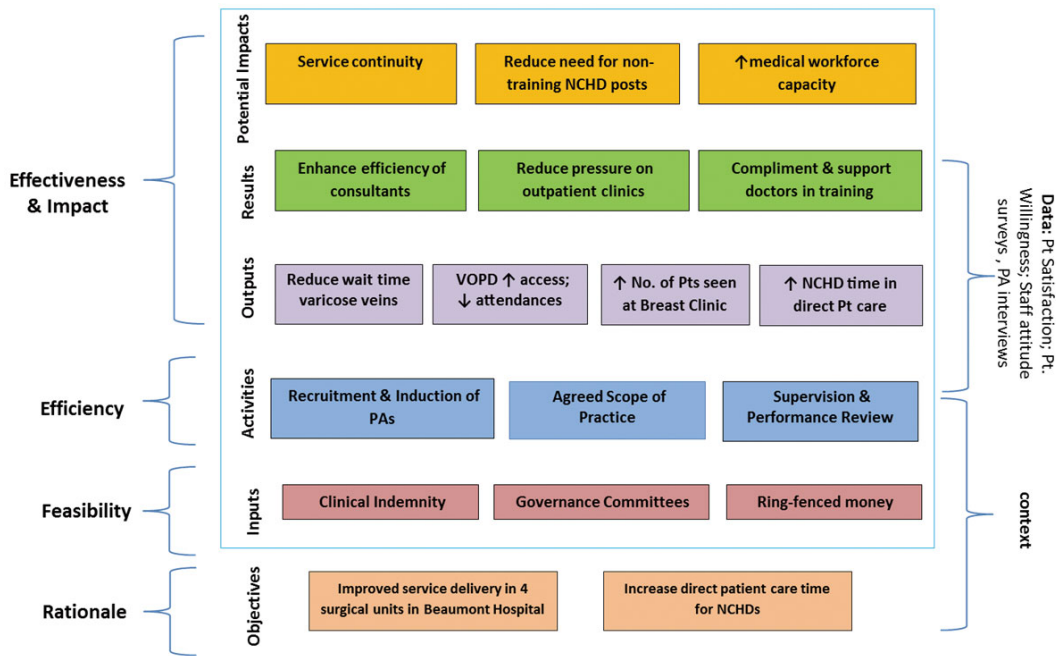 Potential Impacts
Service continuity
Reduce need for non-
training NCHD posts
↑medical workforce
capacity
Effectiveness
& Impact
Results
Enhance efficiency of
consultants
Reduce pressure on
outpatient clinics
Compliment & support
doctors in training
Outputs
Reduce wait time
varicose veins
VOPD ↑ access;
↓ attendances
↑ No. of Pts seen
at Breast Clinic
↑ NCHD time in
direct Pt care
Data: Pt Satisfaction; Pt.
Willingness; Staff attitude
surveys , PA interviews
Efficiency
Activities
Recruitment & Induction of
PAs
Agreed Scope of
Practice
Supervision &
Performance Review
Feasibility
Inputs
Clinical Indemnity
Governance Committees
Ring-fenced money
context
Rationale
Objectives
Improved service delivery in 4
surgical units in Beaumont Hospital
Increase direct patient care time
for NCHDs